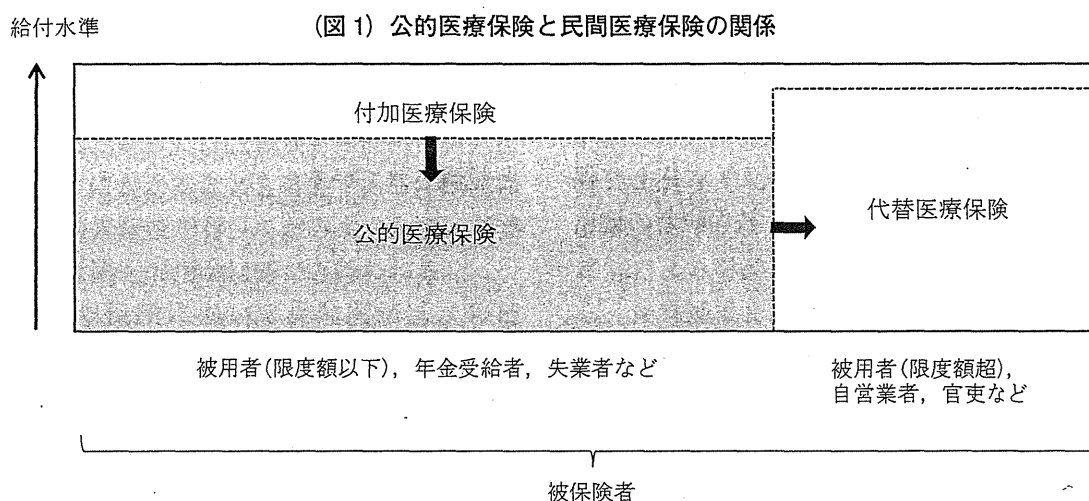 (図1) 公的医療保険と民間医療保険の関係
給付水準
付加医療保険
公的医療保険
代替医療保険
被用者(限度額以下)，年金受給者，失業者など
被用者(限度額超)，
自営業者，官吏など
被保険者